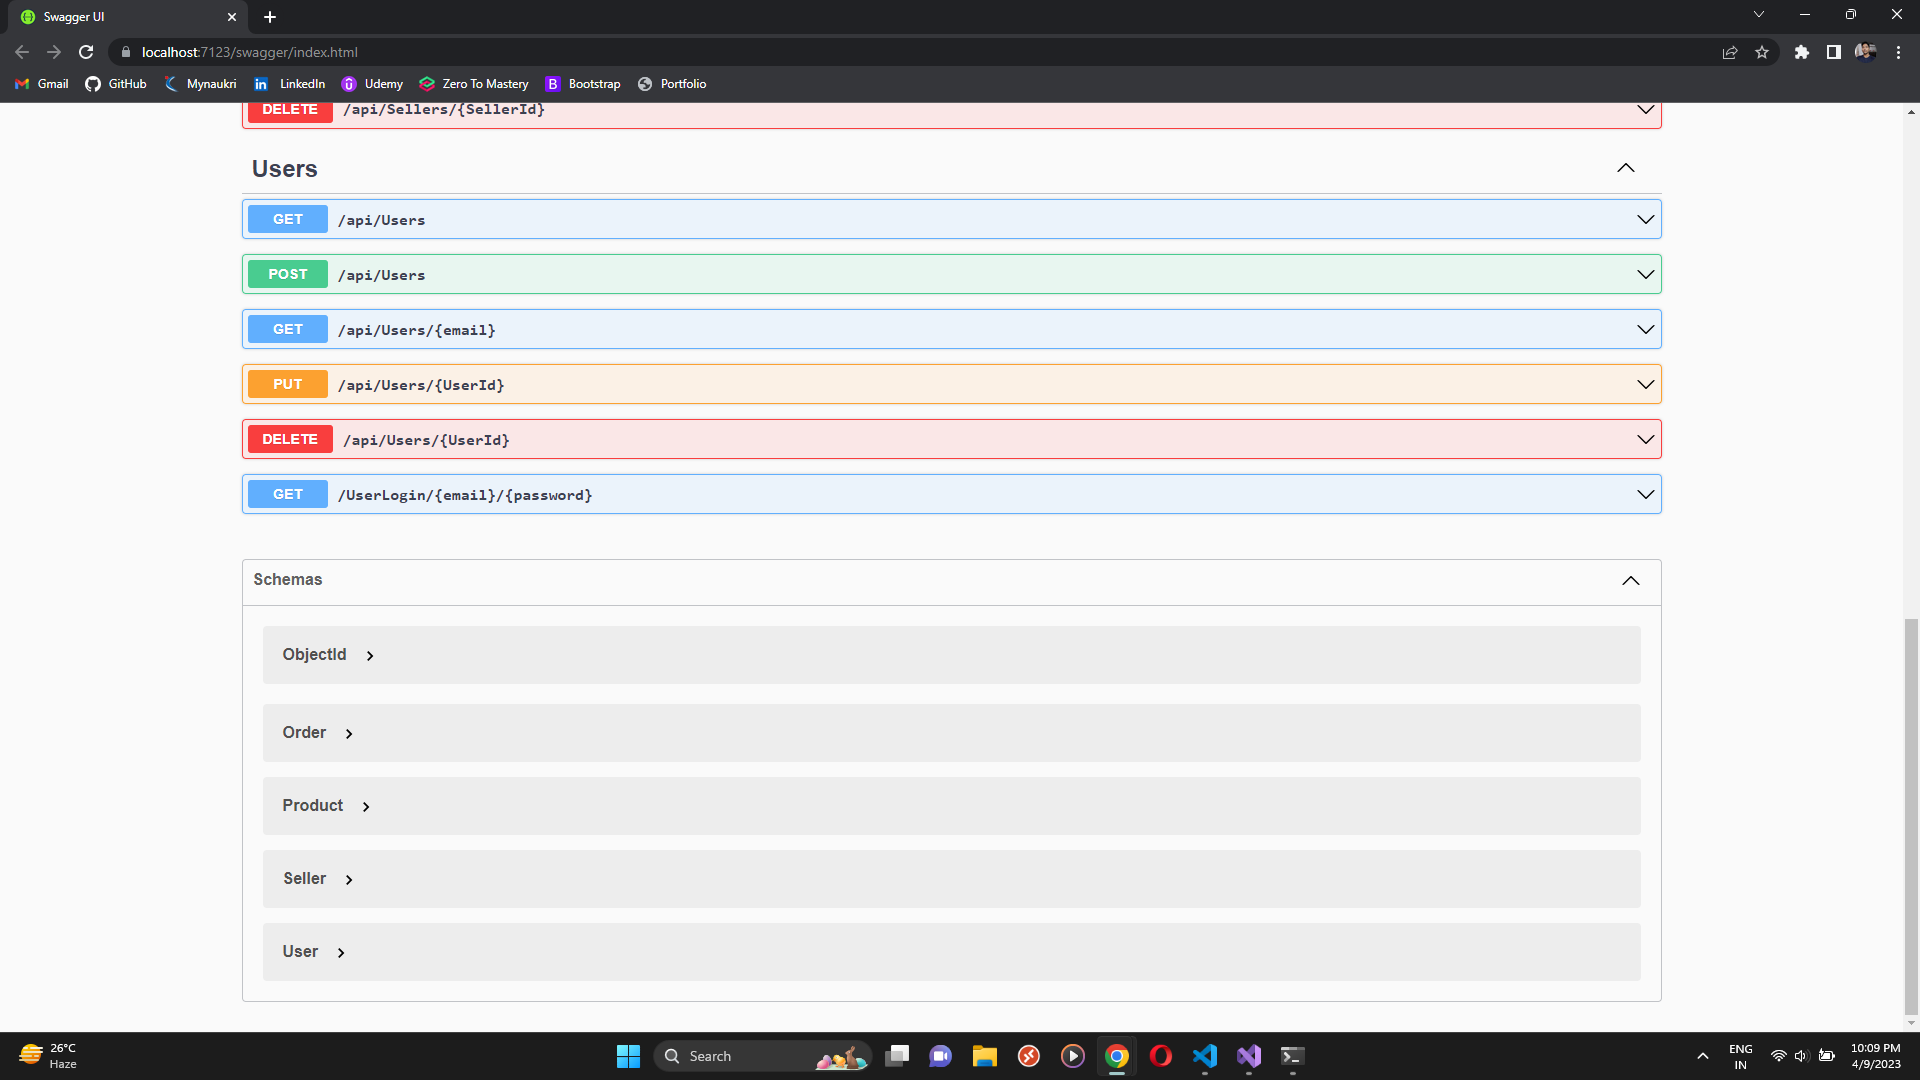 Swagger UI
localhost:7123/swagger/index.html
Gmail GitHub Mynaukri LinkedIn Udemy Zero To Mastery Bootstrap Portfolio
DELETE /api/Sellers/{SellerId}
Users
GET /api/Users
POST /api/Users
GET /api/Users/{email}
PUT /api/Users/{UserId}
DELETE /api/Users/{UserId}
GET /UserLogin/{email}/{password}
Schemas
ObjectId
Order
Product
Seller
User
26°C
Haze
Search
ENG
IN
10:09 PM
4/9/2023